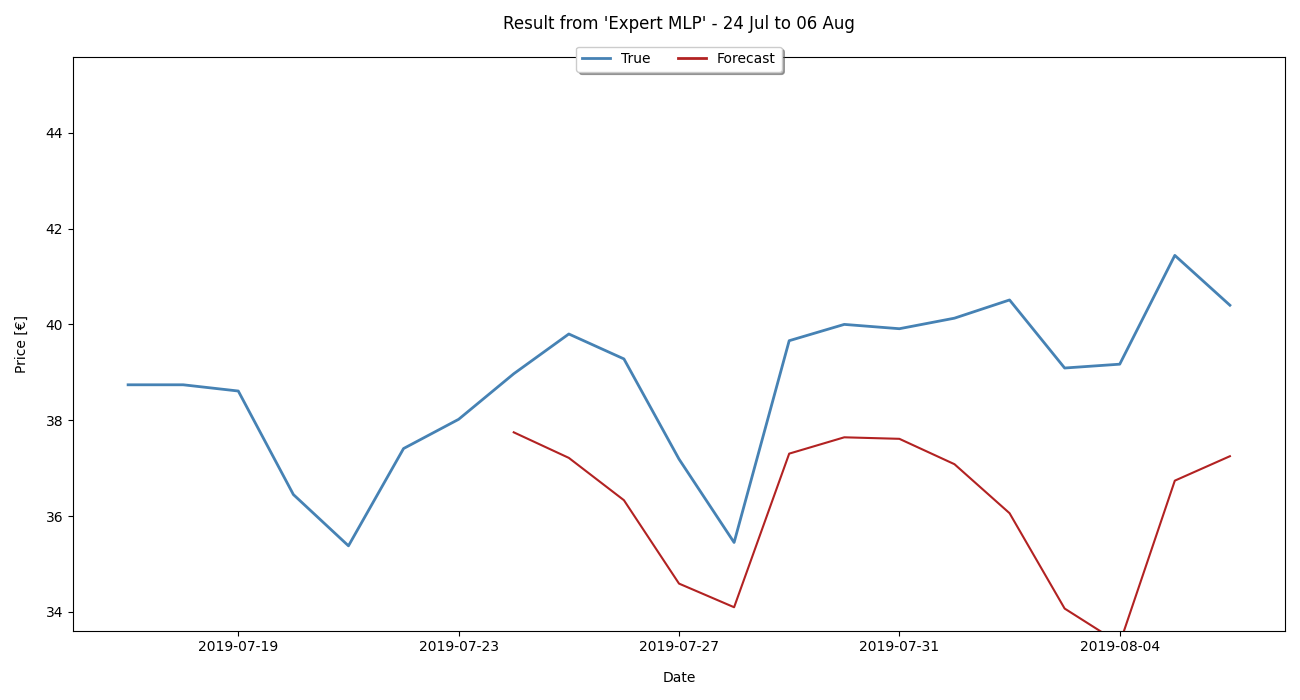 Result from 'Expert MLP' - 24 Jul to 06 Aug
True Forecast
44
42
40
38
36
34
Price [€]
2019-07-19 2019-07-23 2019-07-27 2019-07-31 2019-08-04
Date